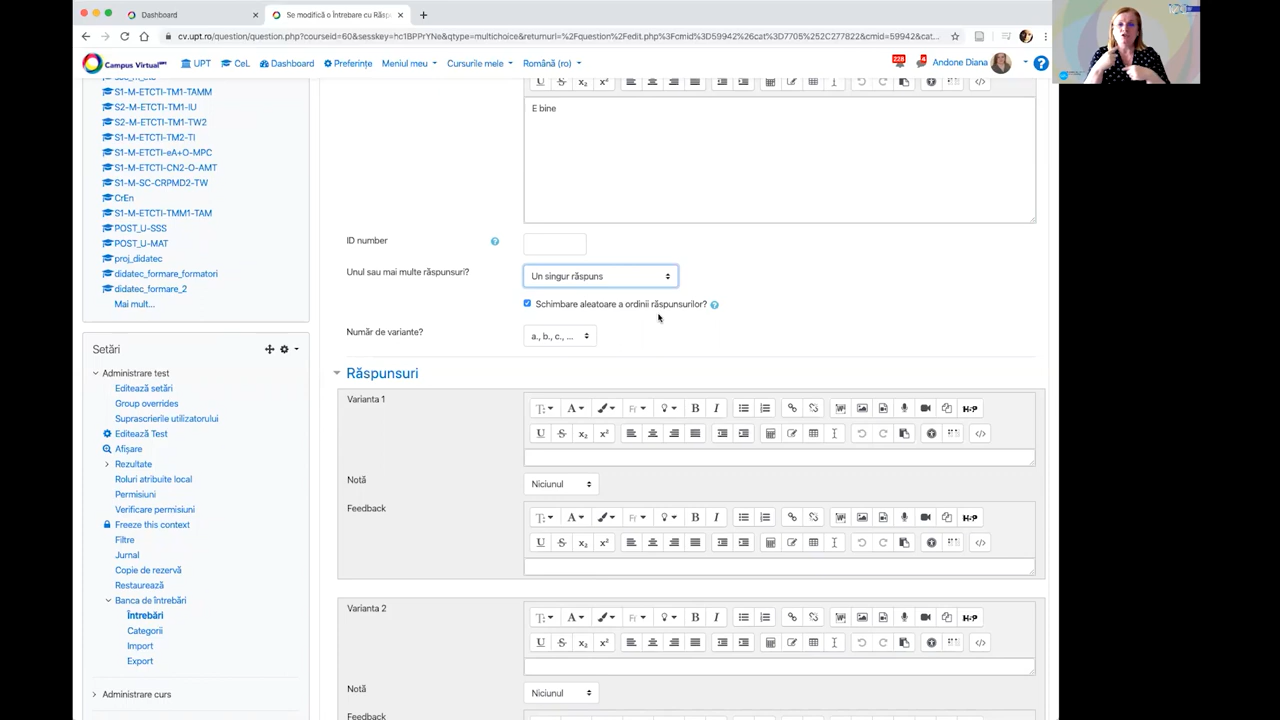 Dashboard
Se modifică o Întrebare cu Răsp
cv.upt.ro/question/question.php?courseid=60&sesskey=hc1BPPrYNe&qtype=multichoice&returnurl=%2Fquestion%2Fedit.php%3Fcmid%3D59942%26cat%3D7705%252C277822&cmid=59942&cat...
Campus Virtual UPT
UPT
CeL
Dashboard
Preferințe
Meniul meu
Cursurile mele
Română (ro)
228
Andone Diana
S1-M-ETCTI-TMM1-TAMM
S2-M-ETCTI-TM1-IU
S2-M-ETCTI-TM1-TW2
S1-M-ETCTI-TM2-TI
S1-M-ETCTI-eA+O-MPC
S1-M-ETCTI-CN2-O-AMT
S1-M-SC-CRPMD2-TW
CrEn
S1-M-ETCTI-TMM1-TAM
POST_U-SSS
POST_U-MAT
proj_didatec
didatec_formare_formatori
didatec_formare_2
Mai mult...
Setări
Administrare test
Editează setări
Group overrides
Suprascrierile utilizatorului
Editează Test
Afișare
Rezultate
Roluri atribuite local
Permisiuni
Verificare permisiuni
Freeze this context
Filtre
Jurnal
Copie de rezervă
Restaurează
Banca de întrebări
Întrebări
Categorii
Import
Export
Administrare curs
E bine
ID number
Unul sau mai multe răspunsuri?
Un singur răspuns
Schimbare aleatoare a ordinii răspunsurilor?
Număr de variante?
a., b., c., ...
Răspunsuri
Varianta 1
Notă
Niciunul
Feedback
Varianta 2
Notă
Niciunul
Feedback